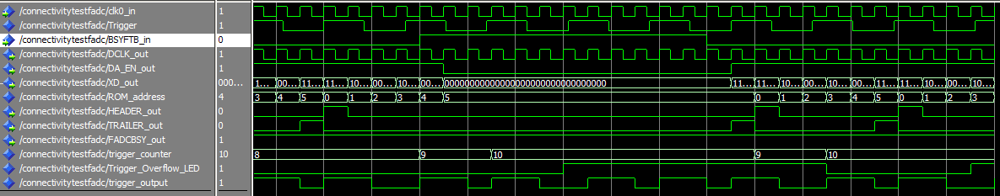 /connectivitytestfadc/clk0_in 1
/connectivitytestfadc/Trigger 1
/connectivitytestfadc/BSYFTB_in 0
/connectivitytestfadc/DCLK_out 1
/connectivitytestfadc/DA_EN_out 1
/connectivitytestfadc/XD_out 000... 1... 00... 11... 11... 10... 00... 10... 00... 00000000000000000000000000000000 11... 11... 10... 00... 10... 00... 11... 11... 10... 00... 10...
/connectivitytestfadc/ROM_address 4 3 4 5 0 1 2 3 4 5 0 1 2 3 4 5 0 1 2 3
/connectivitytestfadc/HEADER_out 0
/connectivitytestfadc/TRAILER_out 0
/connectivitytestfadc/FADCBSY_out 1
/connectivitytestfadc/trigger_counter 10 8 9 10 9 10
/connectivitytestfadc/Trigger_Overflow_LED 1
/connectivitytestfadc/trigger_output 1